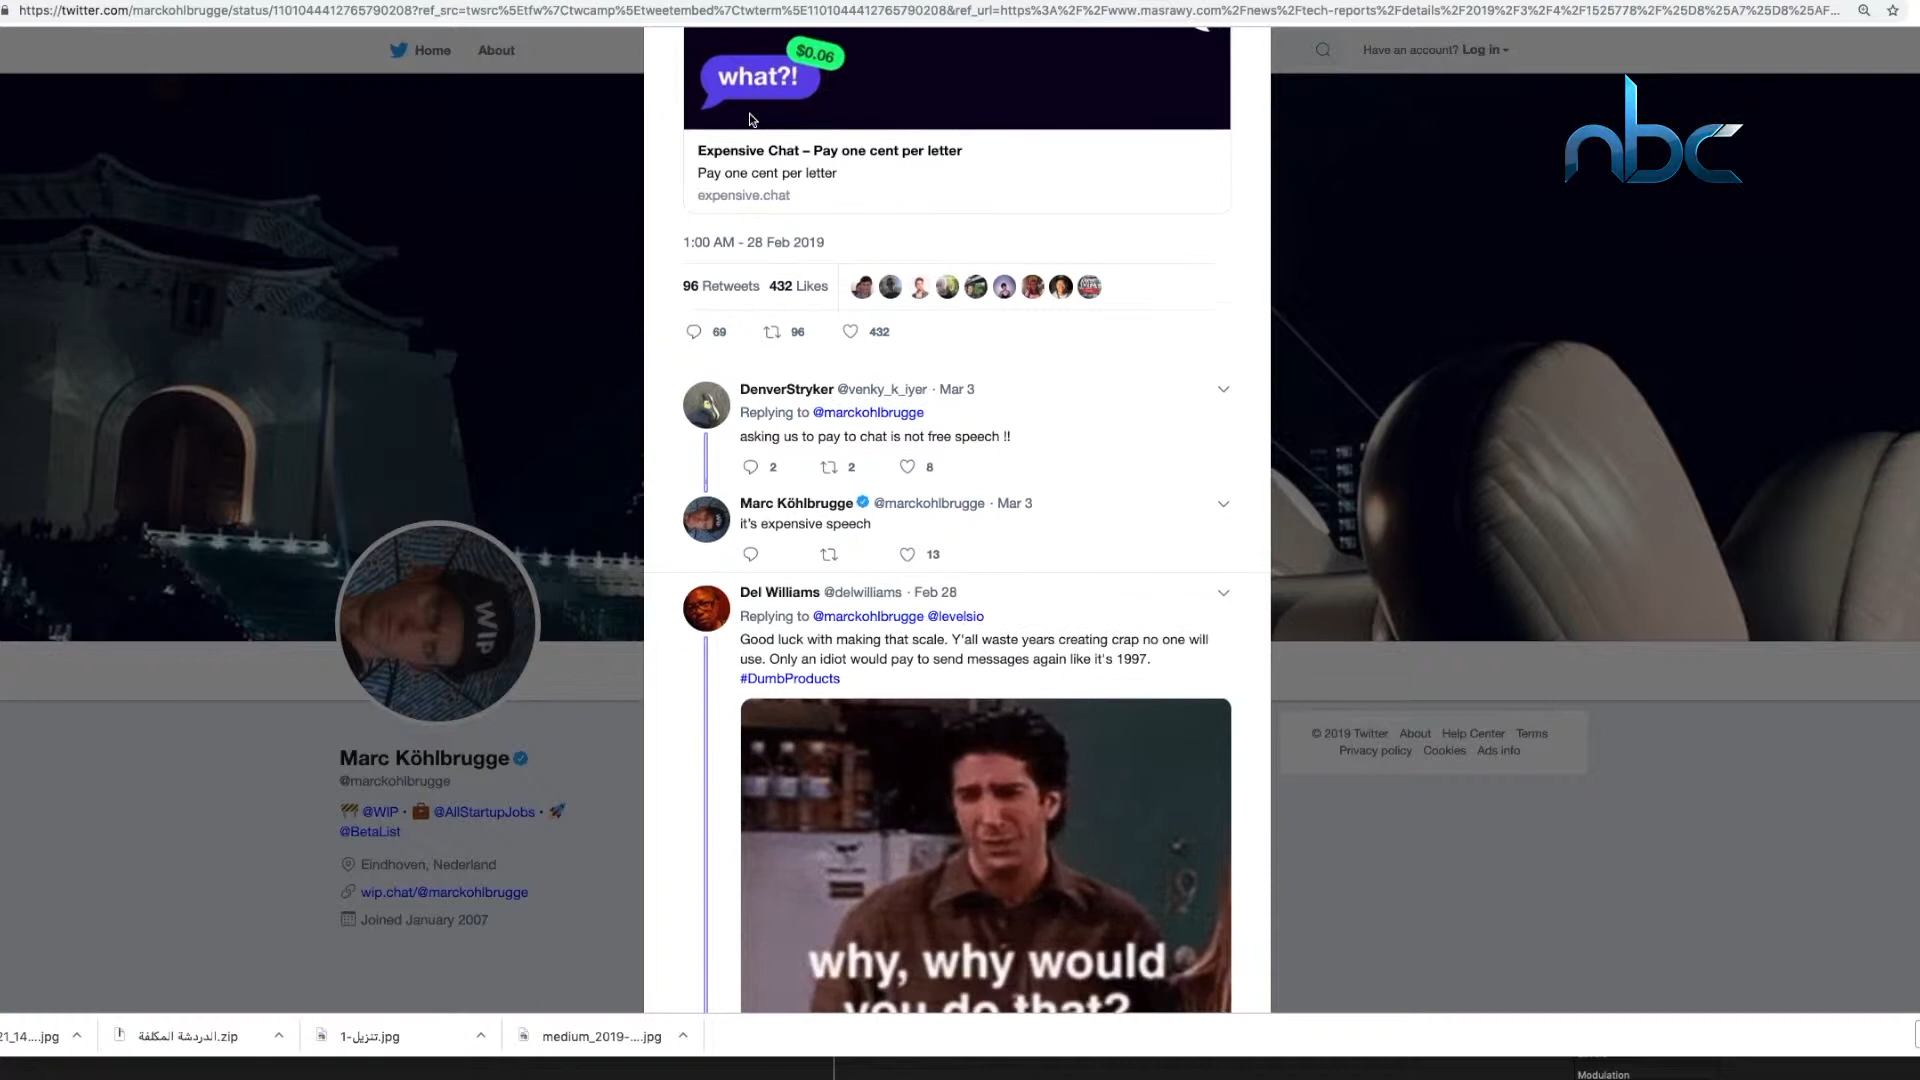 https://twitter.com/marckohlbrugge/status/1101044412765790208?ref_src=twsrc%5Etfw%7Ctwcamp%5Etweetembed%7Ctwterm%5E1101044412765790208&ref_url=https%3A%2F%2Fwww.masrawy.com%2Fnews%2Ftech-reports%2Fdetails%2F2019%2F3%2F4%2F1525778%2F%25D8%25A7%25D8%25AF...
Home
About
Have an account? Log in
nbc
$0.06
what?!
Expensive Chat – Pay one cent per letter
Pay one cent per letter
expensive.chat
1:00 AM - 28 Feb 2019
96 Retweets 432 Likes
69 96 432
DenverStryker @venky_k_iyer · Mar 3
Replying to @marckohlbrugge
asking us to pay to chat is not free speech !!
2 2 8
Marc Köhlbrugge @marckohlbrugge · Mar 3
it's expensive speech
13
Del Williams @delwilliams · Feb 28
Replying to @marckohlbrugge @levelsio
Good luck with making that scale. Y'all waste years creating crap no one will
use. Only an idiot would pay to send messages again like it's 1997.
#DumbProducts
why, why would
you do that?
WIP
Marc Köhlbrugge
@marckohlbrugge
@WIP · @AllStartupJobs ·
@BetaList
Eindhoven, Nederland
wip.chat/@marckohlbrugge
Joined January 2007
© 2019 Twitter About Help Center Terms
Privacy policy Cookies Ads info
21_14....jpg
الدردشة المكلفة.zip
تنزيل-1.jpg
medium_2019-....jpg
Modulation